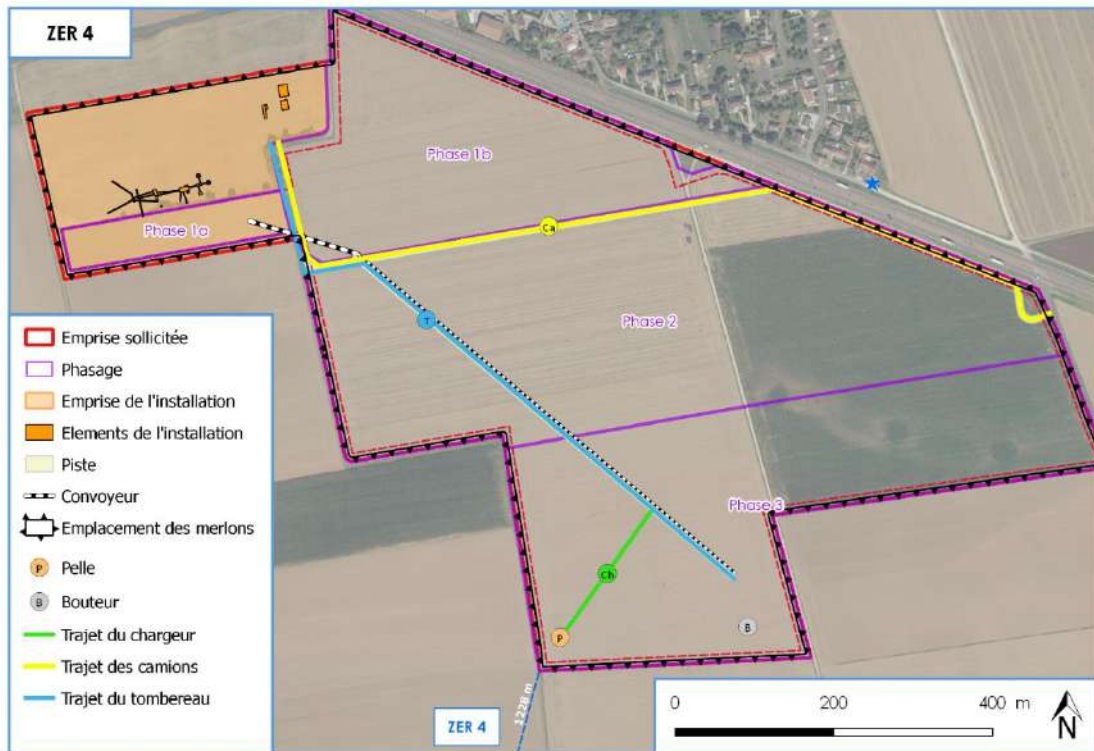 ZER 4
Phase 1b
Phase 1a
Ca
T
Phase 2
Phase 3
Ch
P
B
Emprise sollicitée
Phasage
Emprise de l'installation
Elements de l'installation
Piste
Convoyeur
Emplacement des merlons
P Pelle
B Bouteur
Trajet du chargeur
Trajet des camions
Trajet du tombereau
1228 m
ZER 4
0 200 400 m
N